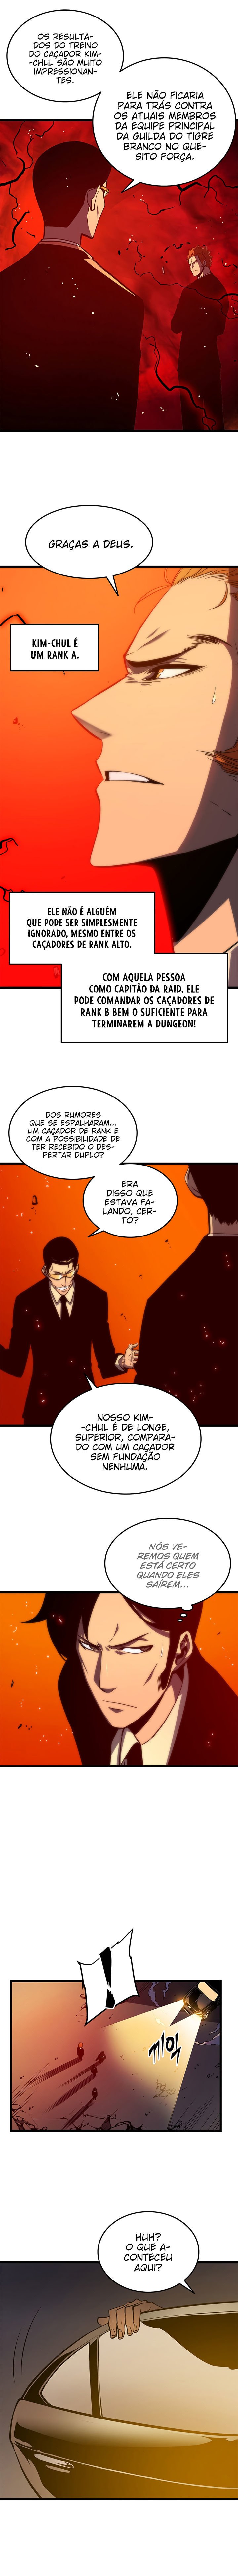 OS RESULTA-
DOS DO TREINO
DO CAÇADOR KIM-
-CHUL SÃO MUITO
IMPRESSIONAN-
TES.
ELE NÃO FICARIA
PARA TRÁS CONTRA
OS ATUAIS MEMBROS
DA EQUIPE PRINCIPAL
DA GUILDA DO TIGRE
BRANCO NO QUE-
SITO FORÇA.
GRAÇAS A DEUS.
KIM-CHUL É
UM RANK A.
ELE NÃO É ALGUÉM
QUE PODE SER SIMPLESMENTE
IGNORADO, MESMO ENTRE OS
CAÇADORES DE RANK ALTO.
COM AQUELA PESSOA
COMO CAPITÃO DA RAID, ELE
PODE COMANDAR OS CAÇADORES DE
RANK B BEM O SUFICIENTE PARA
TERMINAREM A DUNGEON!
DOS RUMORES
QUE SE ESPALHARAM...
UM CAÇADOR DE RANK E
COM A POSSIBILIDADE DE
TER RECEBIDO O DES-
PERTAR DUPLO?
ERA
DISSO QUE
ESTAVA FA-
LANDO, CER-
TO?
NOSSO KIM-
-CHUL É DE LONGE,
SUPERIOR, COMPARA-
DO COM UM CAÇADOR
SEM FUNDAÇÃO
NENHUMA.
NÓS VE-
REMOS QUEM
ESTÁ CERTO
QUANDO ELES
SAÍREM...
끼익
HUH?
O QUE A-
CONTECEU
AQUI?